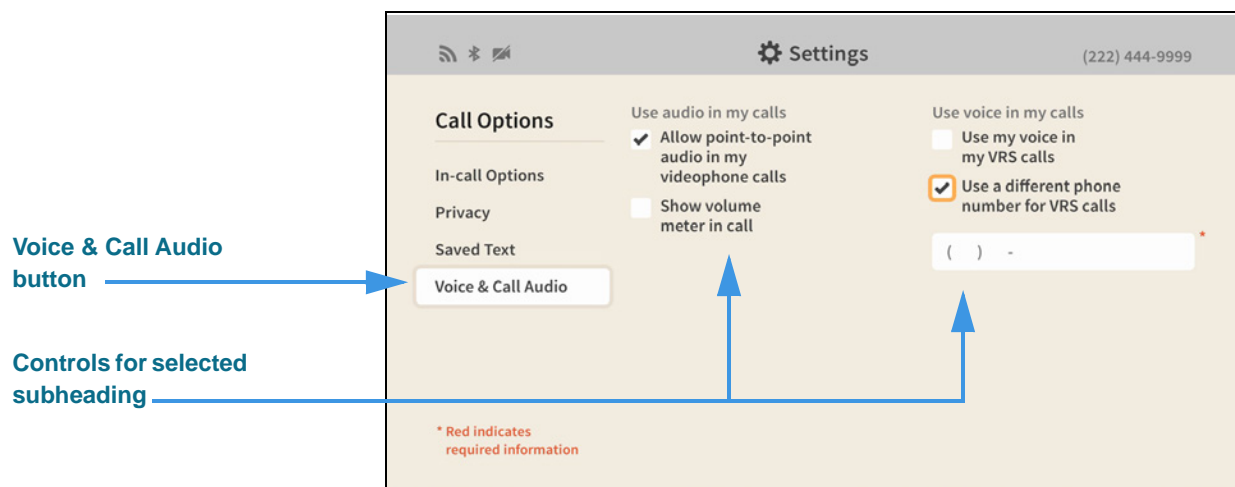 Settings
(222) 444-9999
Call Options
In-call Options
Privacy
Saved Text
Voice & Call Audio
Use audio in my calls
Allow point-to-point
audio in my
videophone calls
Show volume
meter in call
Use voice in my calls
Use my voice in
my VRS calls
Use a different phone
number for VRS calls
( ) -
*
* Red indicates
required information
Voice & Call Audio
button
Controls for selected
subheading